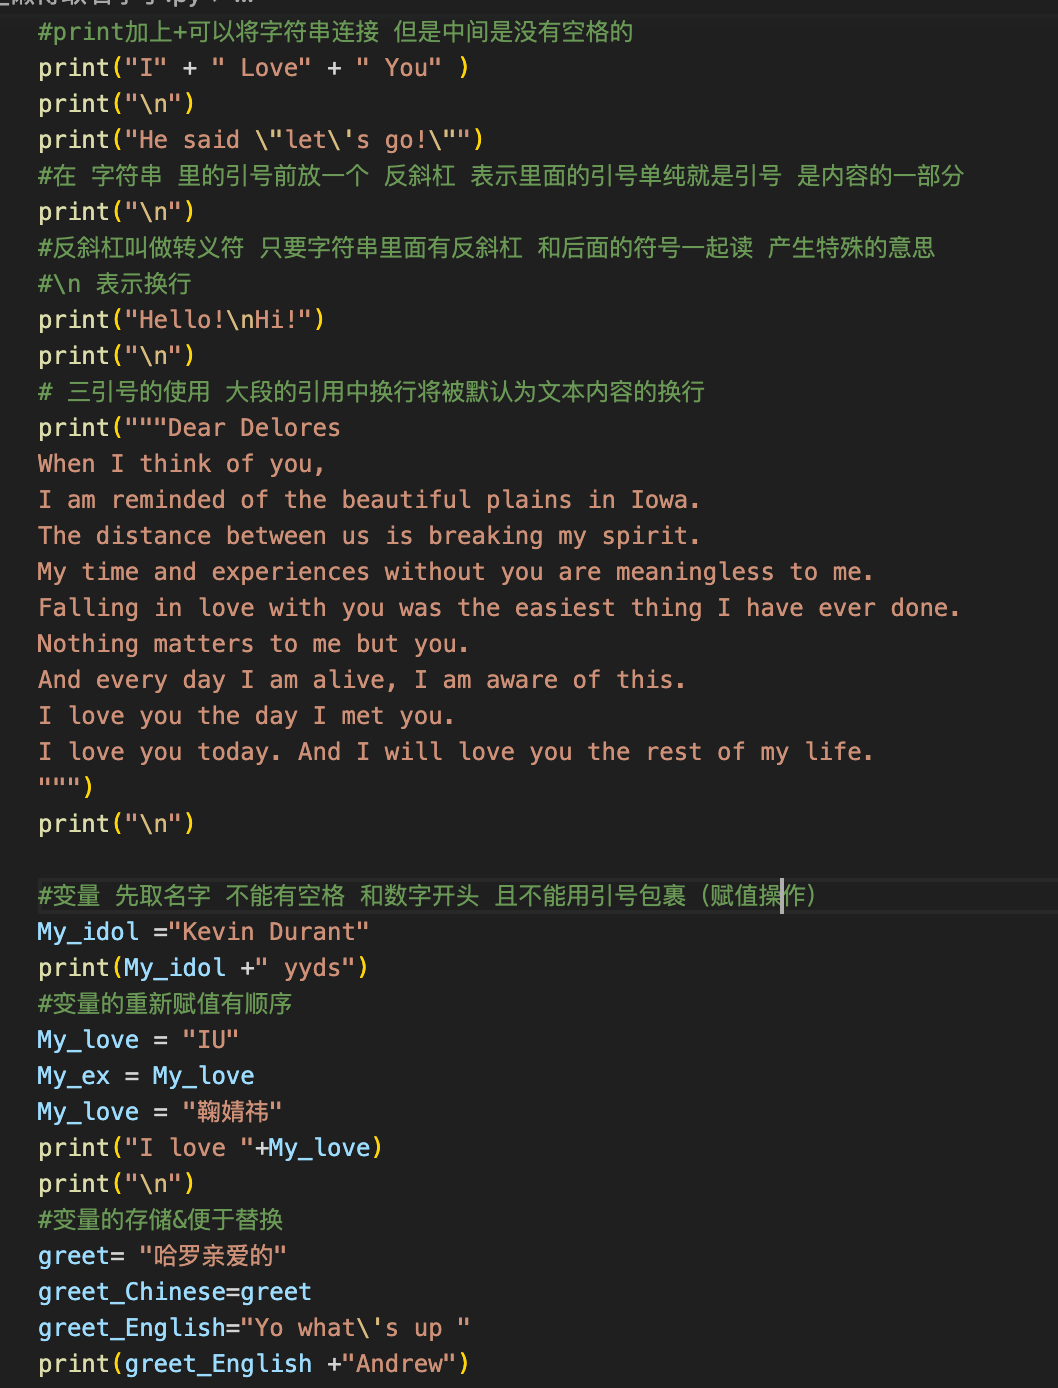 #print加上+可以将字符串连接 但是中间是没有空格的
print("I" + " Love" + " You" )
print("\n")
print("He said \"let\'s go!\"")
#在 字符串 里的引号前放一个 反斜杠 表示里面的引号单纯就是引号 是内容的一部分
print("\n")
#反斜杠叫做转义符 只要字符串里面有反斜杠 和后面的符号一起读 产生特殊的意思
#\n 表示换行
print("Hello!\nHi!")
print("\n")
# 三引号的使用 大段的引用中换行将被默认为文本内容的换行
print("""Dear Delores
When I think of you,
I am reminded of the beautiful plains in Iowa.
The distance between us is breaking my spirit.
My time and experiences without you are meaningless to me.
Falling in love with you was the easiest thing I have ever done.
Nothing matters to me but you.
And every day I am alive, I am aware of this.
I love you the day I met you.
I love you today. And I will love you the rest of my life.
""")
print("\n")
#变量 先取名字 不能有空格 和数字开头 且不能用引号包裹（赋值操作）
My_idol ="Kevin Durant"
print(My_idol +" yyds")
#变量的重新赋值有顺序
My_love = "IU"
My_ex = My_love
My_love = "鞠婧祎"
print("I love "+My_love)
print("\n")
#变量的存储&便于替换
greet= "哈罗亲爱的"
greet_Chinese=greet
greet_English="Yo what\'s up "
print(greet_English +"Andrew")